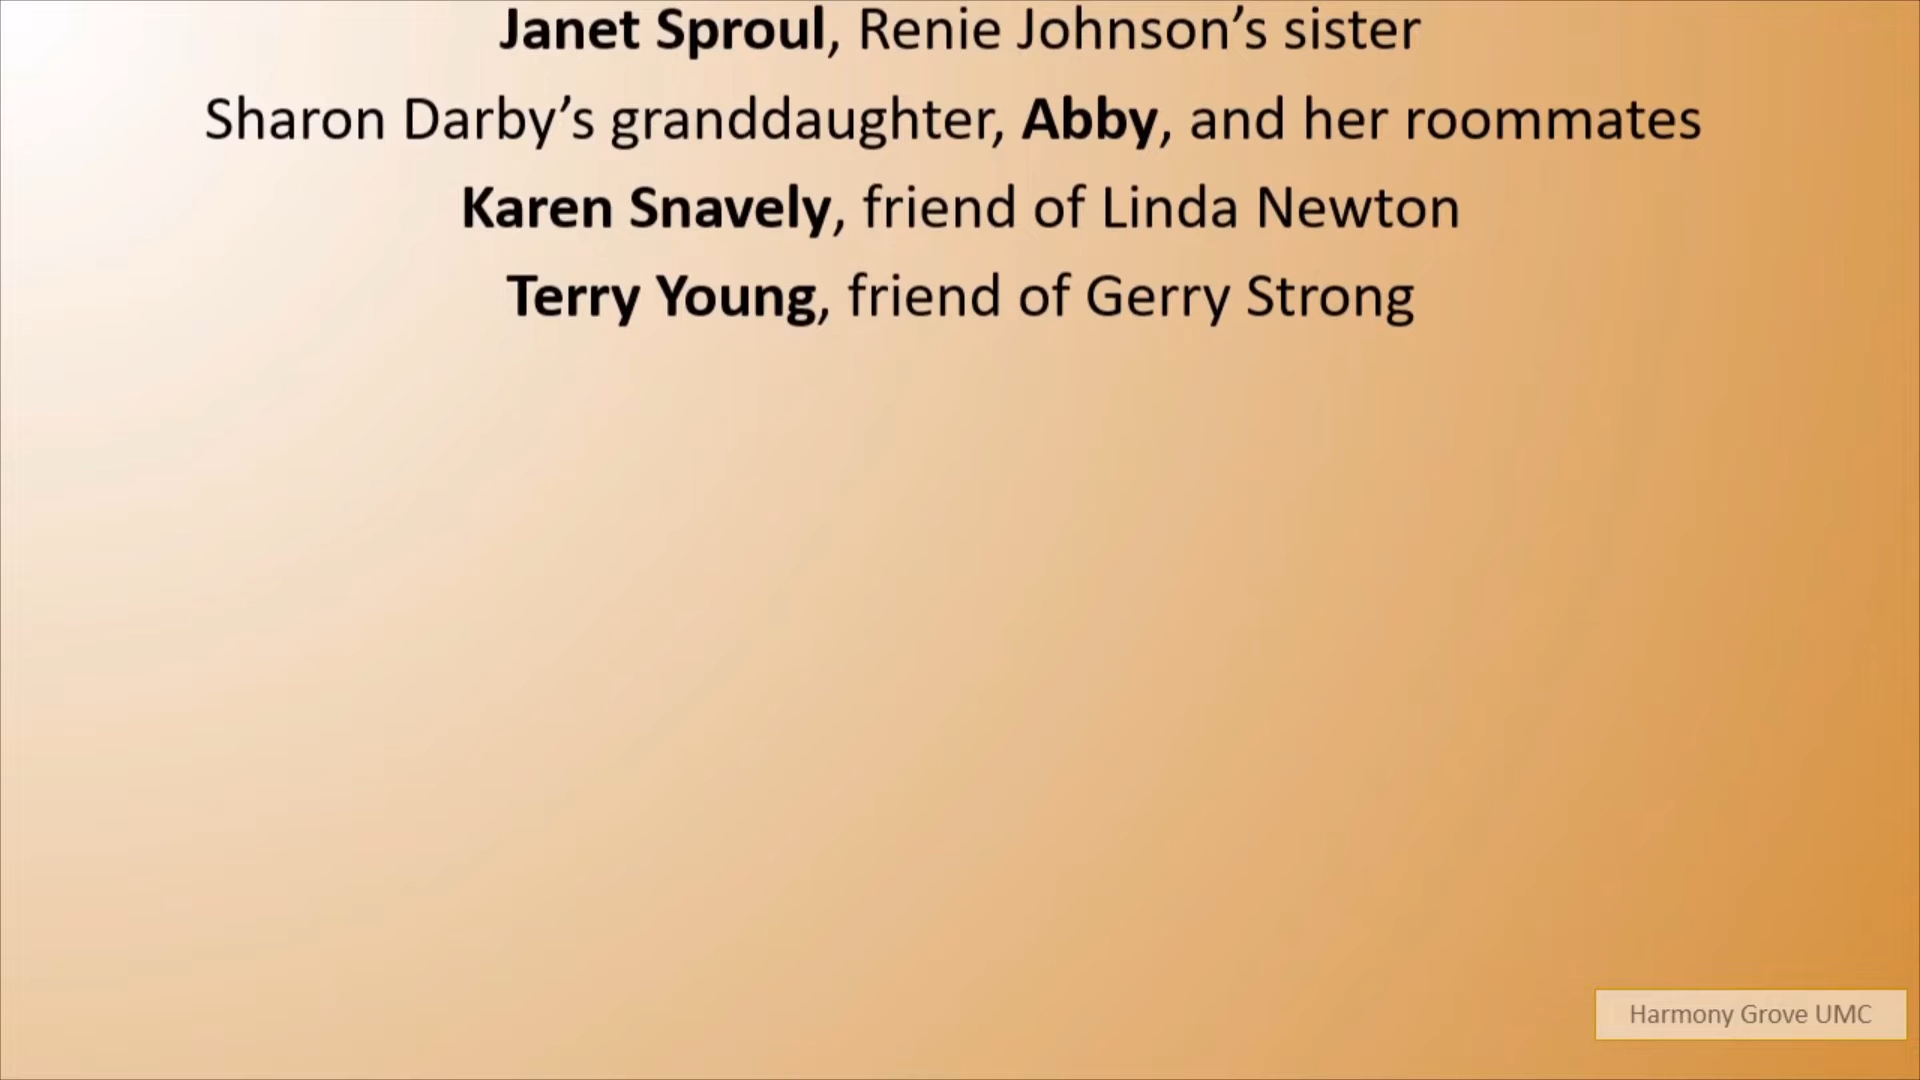 Janet Sproul, Renie Johnson’s sister
Sharon Darby’s granddaughter, Abby, and her roommates
Karen Snavely, friend of Linda Newton
Terry Young, friend of Gerry Strong
Harmony Grove UMC